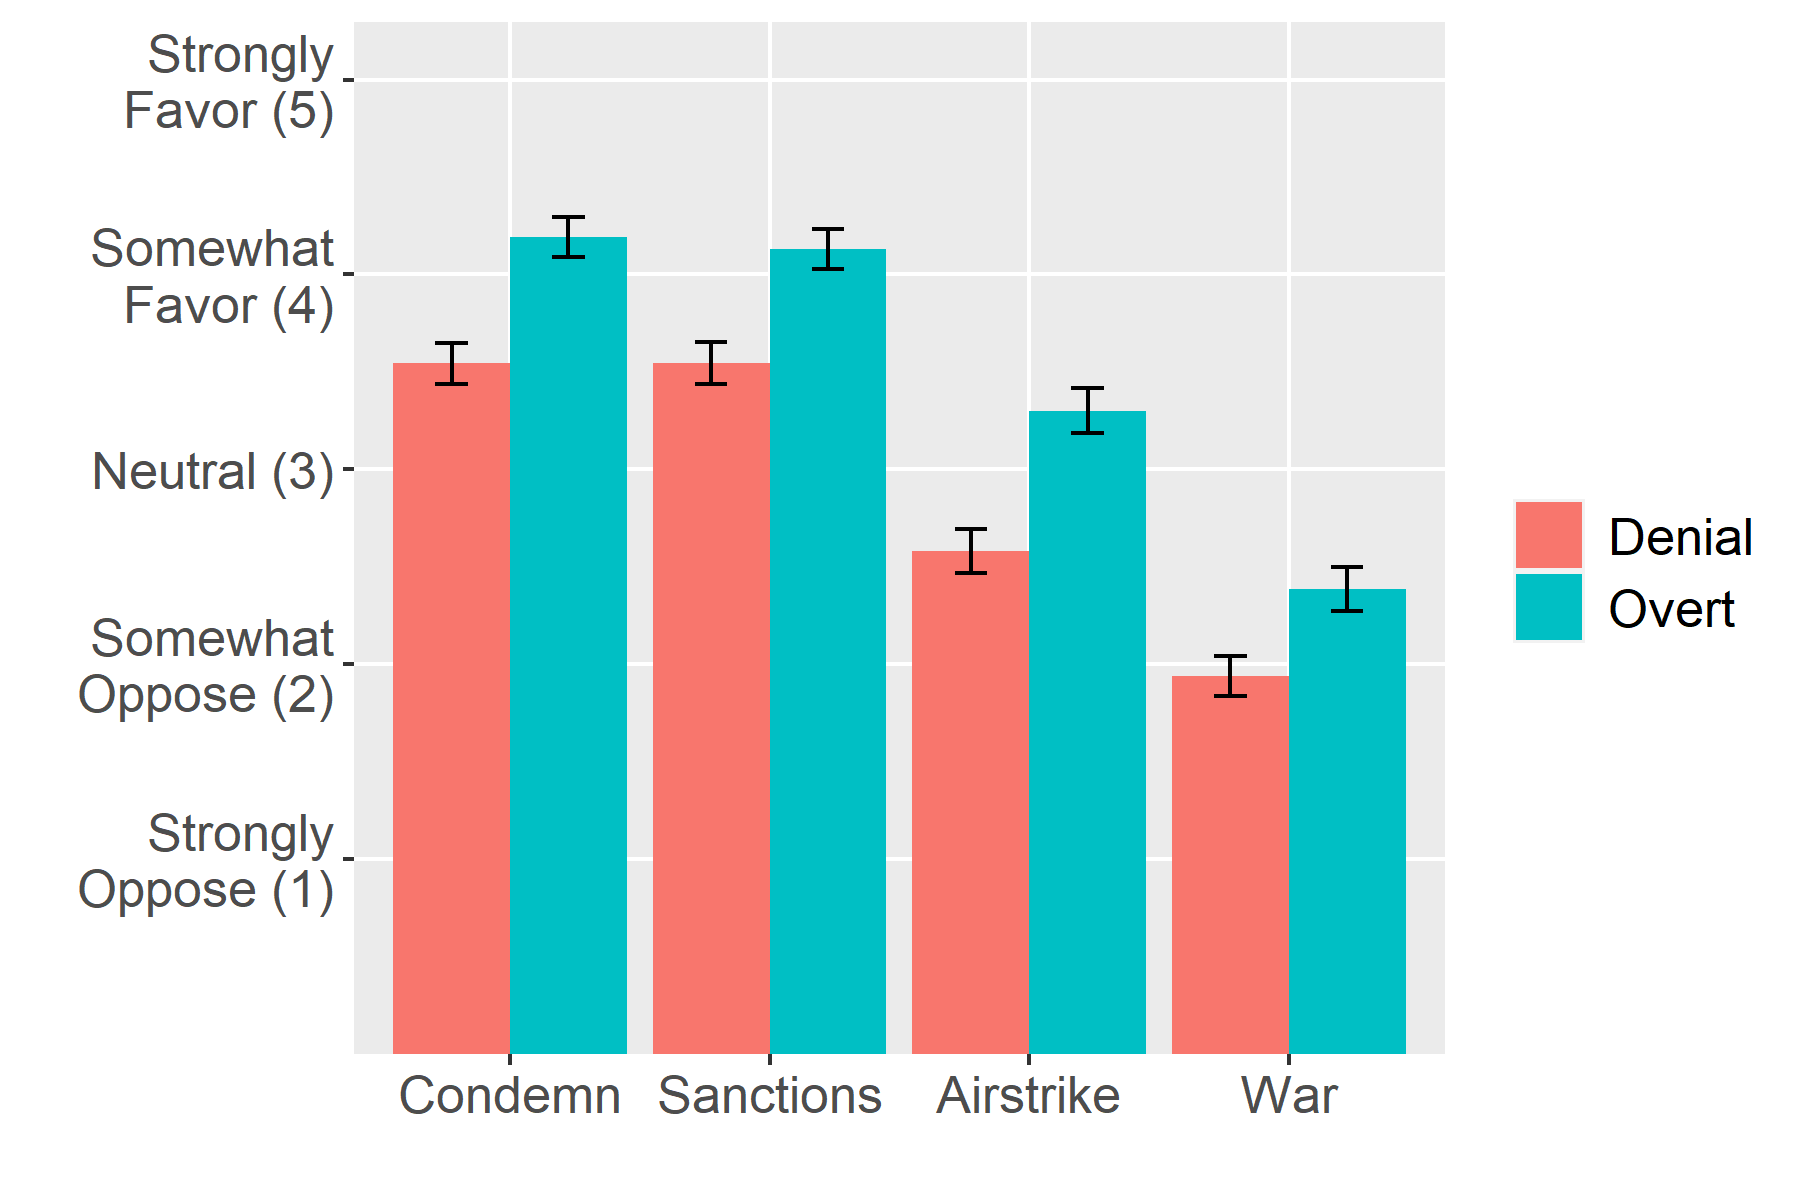 Strongly
Favor (5)
Somewhat
Favor (4)
Neutral (3)
Somewhat
Oppose (2)
Strongly
Oppose (1)
Condemn
Sanctions
Airstrike
War
Denial
Overt